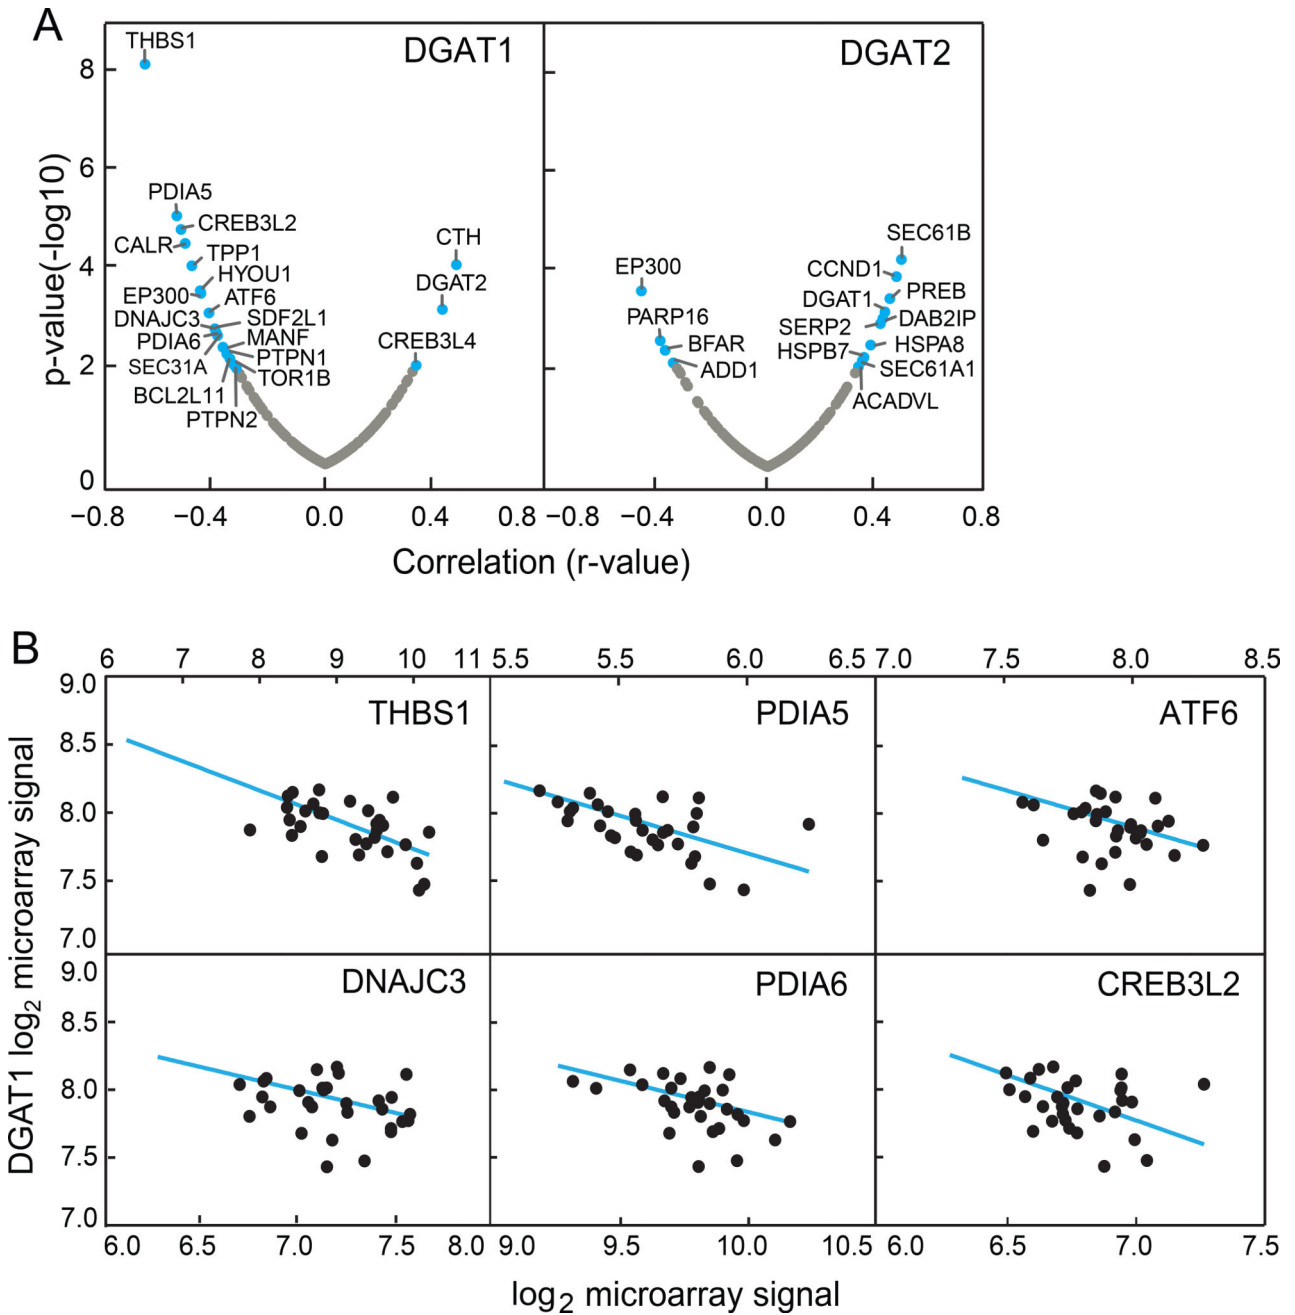 A
DGAT1
DGAT2
THBS1
PDIA5
CREB3L2
CALR
TPP1
HYOU1
EP300
ATF6
DNAJC3
SDF2L1
PDIA6
MANF
SEC31A
PTPN1
TOR1B
BCL2L11
PTPN2
CTH
DGAT2
CREB3L4
EP300
PARP16
BFAR
ADD1
SEC61B
CCND1
PREB
DGAT1
DAB2IP
SERP2
HSPA8
HSPB7
SEC61A1
ACADVL
8
6
4
2
0
p-value(-log10)
−0.8 −0.4 0.0 0.4 0.8 −0.8 −0.4 0.0 0.4 0.8
Correlation (r-value)
B
6 7 8 9 10 11 5.5 5.5 6.0 6.5 7.0 7.5 8.0 8.5
9.0
8.5
8.0
7.5
7.0
THBS1
PDIA5
ATF6
9.0
8.5
8.0
7.5
7.0
DNAJC3
PDIA6
CREB3L2
DGAT1 log2 microarray signal
6.0 6.5 7.0 7.5 8.0 9.0 9.5 10.0 10.5 6.0 6.5 7.0 7.5
log2 microarray signal